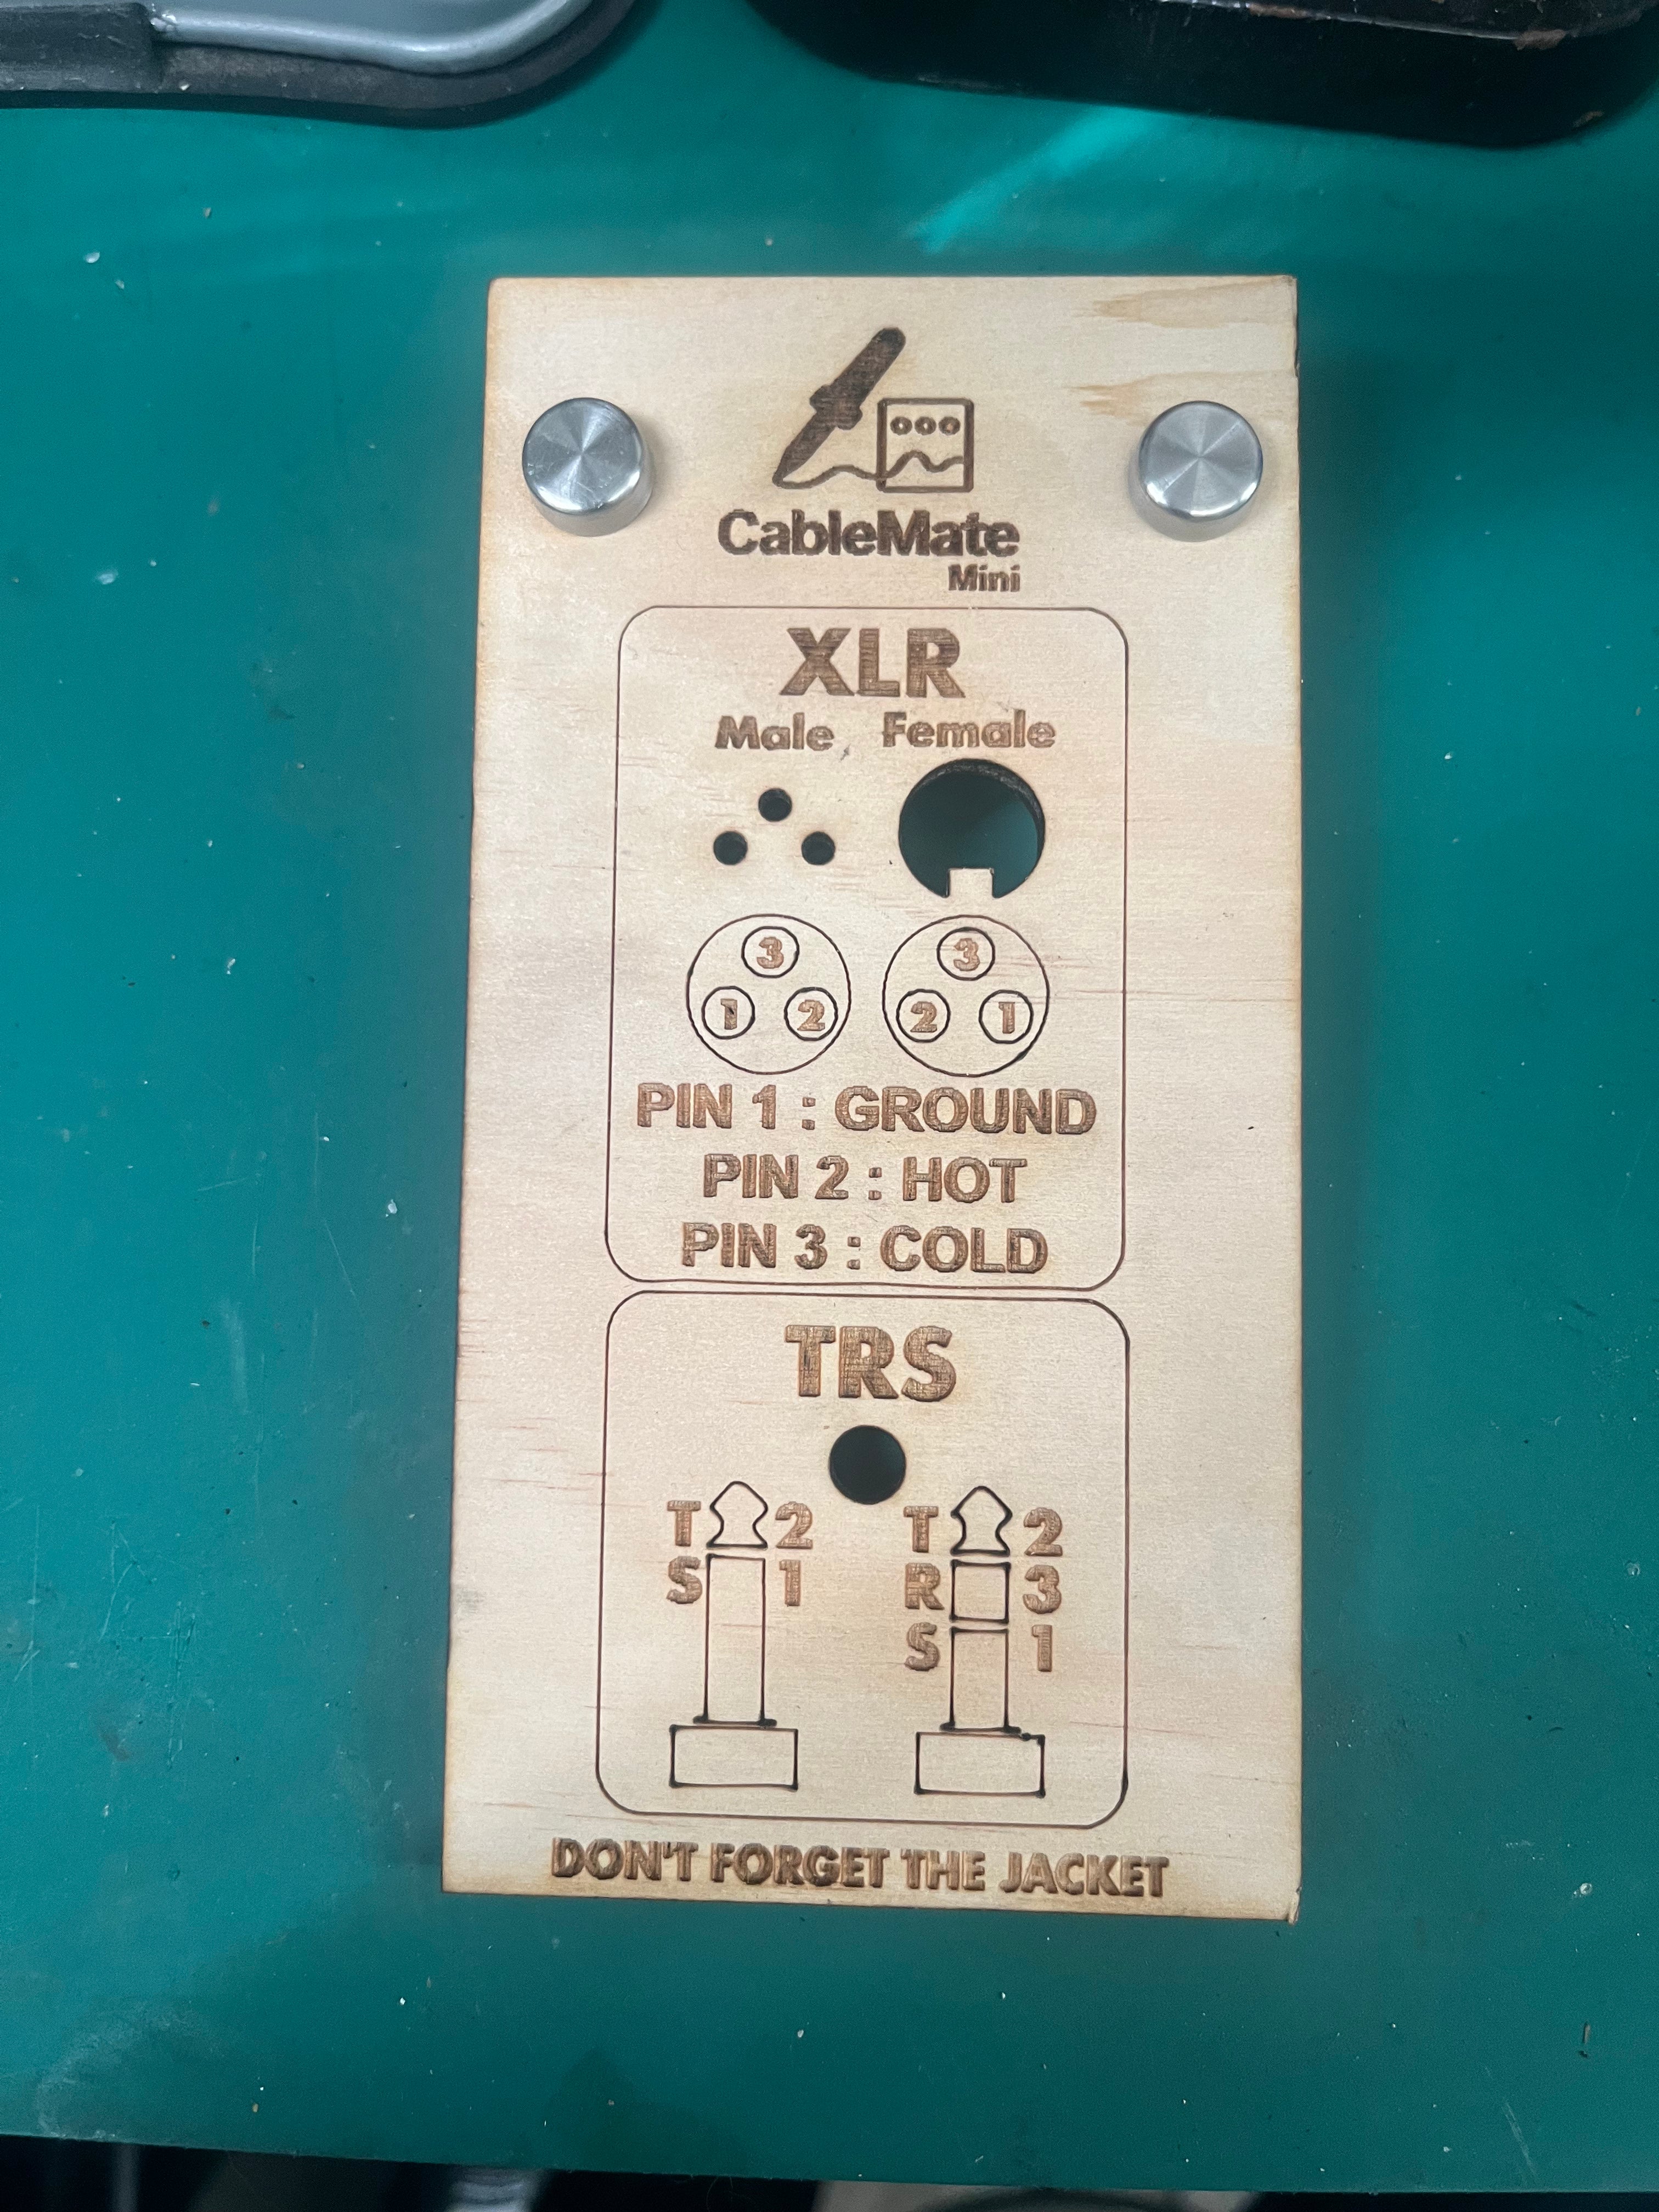 CableMate
Mini
XLR
Male Female
3 3
1 2 2 1
PIN 1 : GROUND
PIN 2 : HOT
PIN 3 : COLD
TRS
T 2 T 2
S 1 R 3
S 1
DON'T FORGET THE JACKET